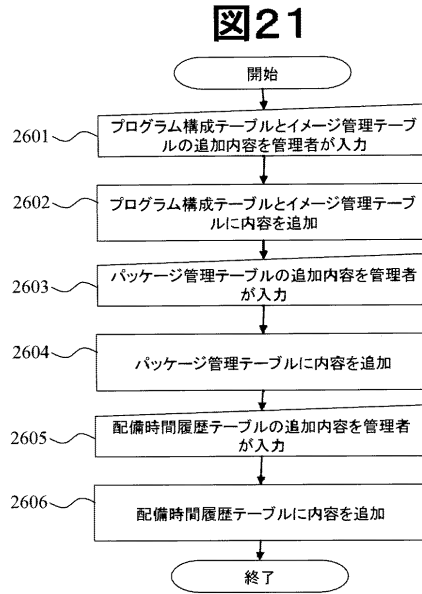 図21
開始
2601
プログラム構成テーブルとイメージ管理テーブ
ルの追加内容を管理者が入力
2602
プログラム構成テーブルとイメージ管理テーブ
ルに内容を追加
2603
パッケージ管理テーブルの追加内容を管理者
が入力
2604
パッケージ管理テーブルに内容を追加
2605
配備時間履歴テーブルの追加内容を管理者
が入力
2606
配備時間履歴テーブルに内容を追加
終了